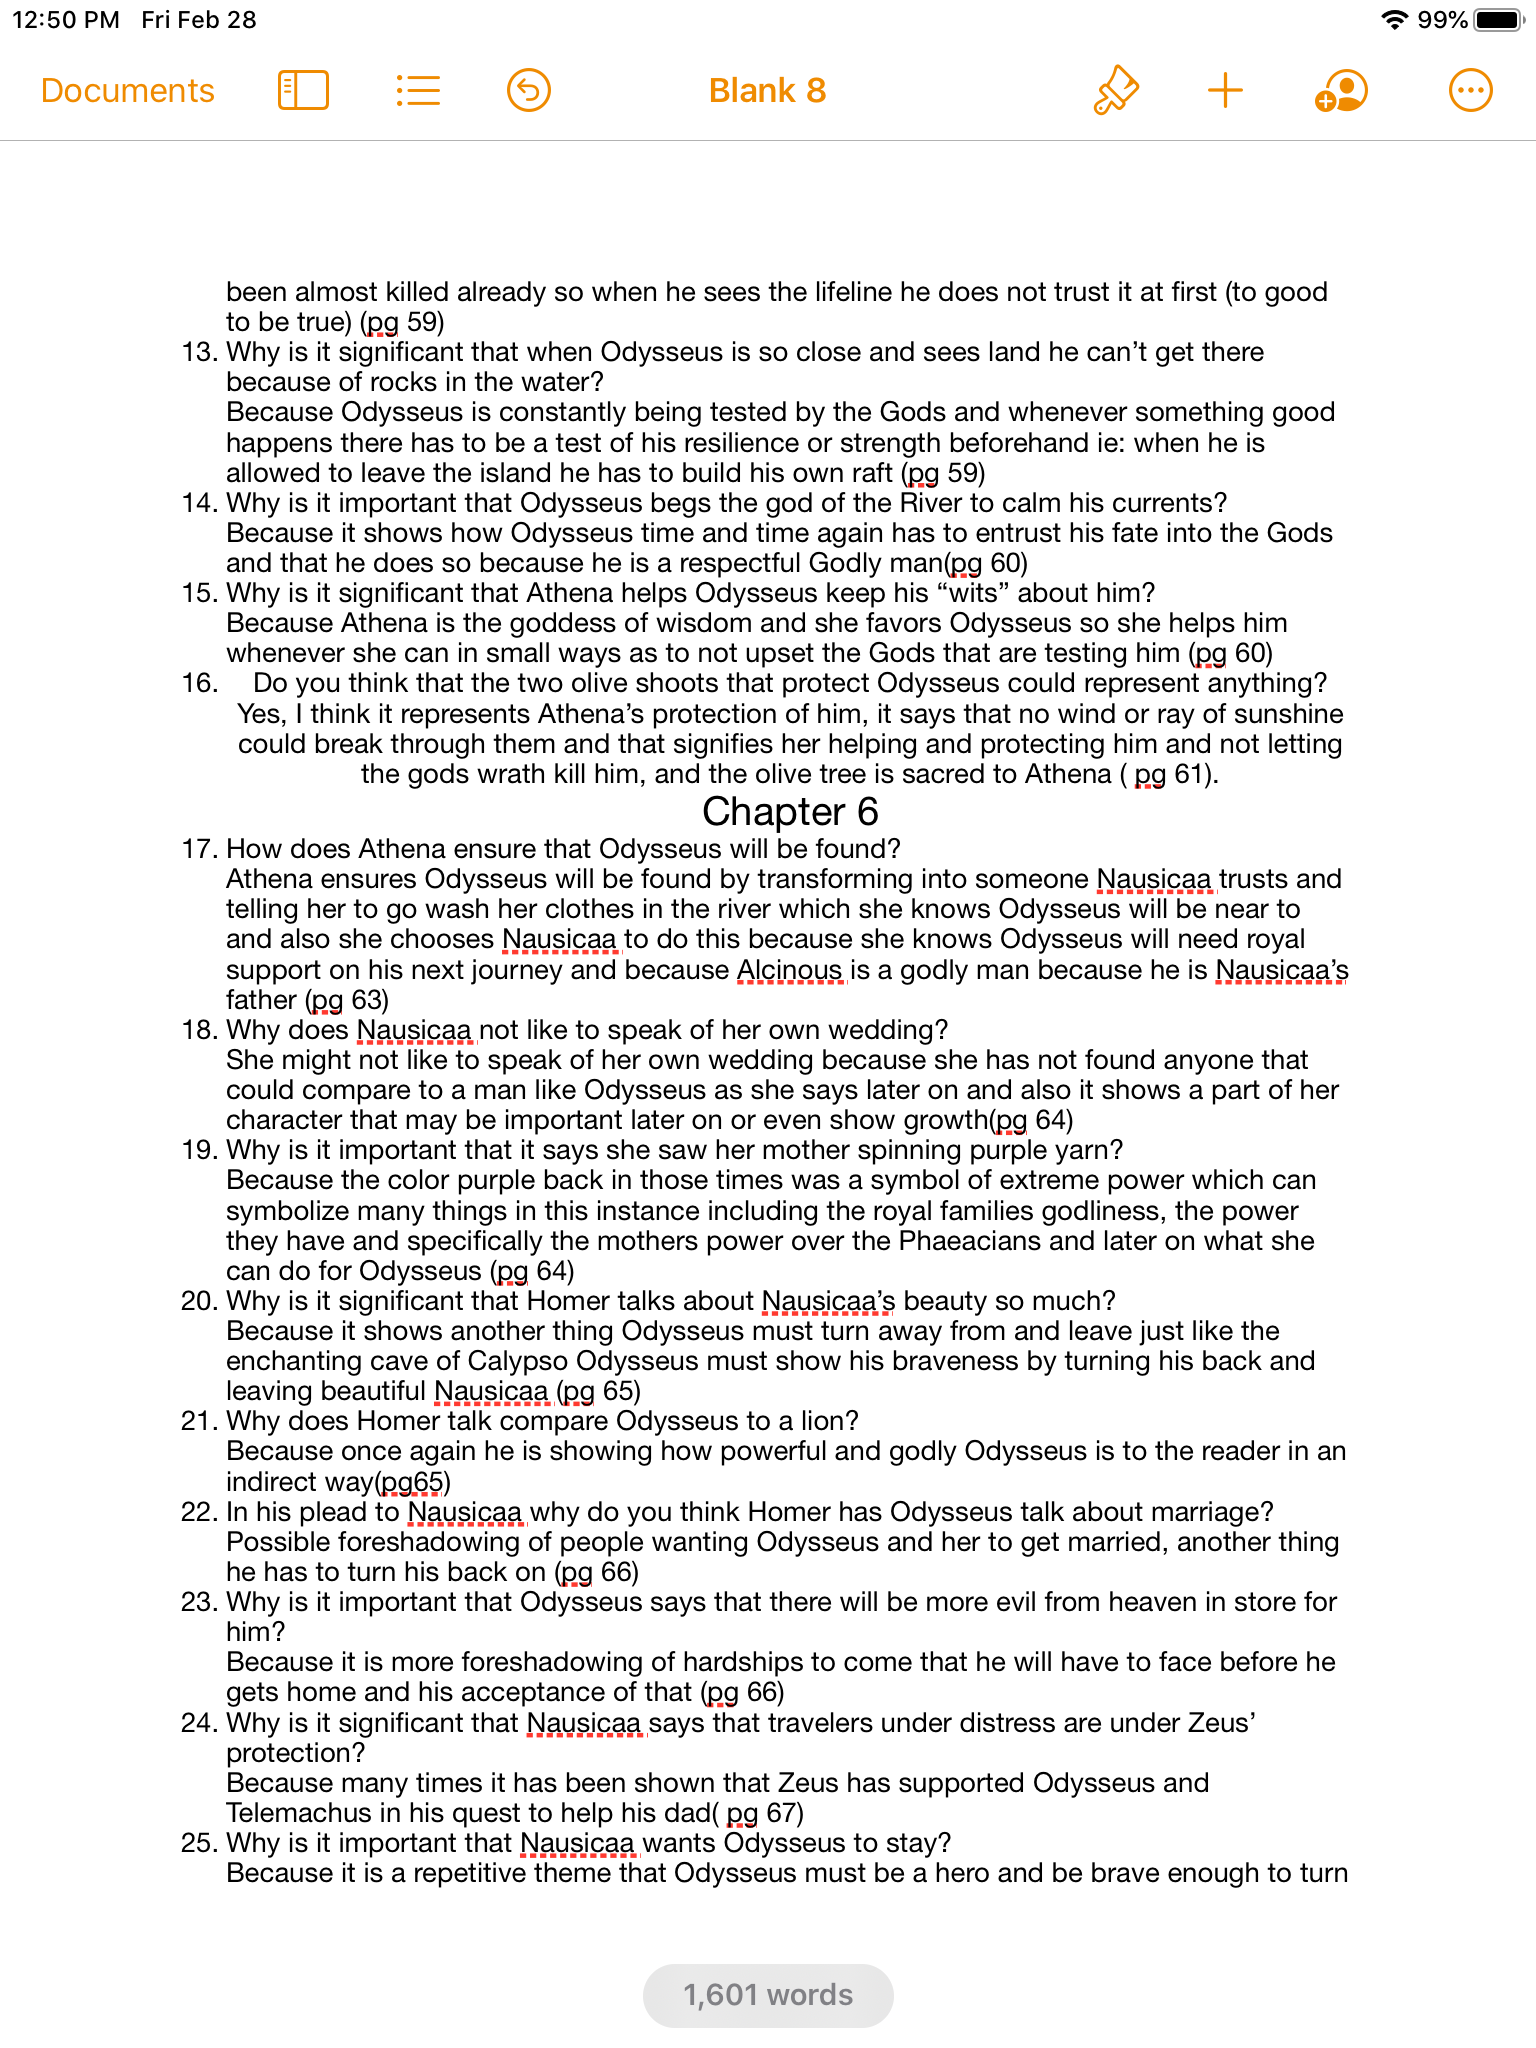 12:50 PM Fri Feb 28 99%
Documents Blank 8
been almost killed already so when he sees the lifeline he does not trust it at first (to good
to be true) (pg 59)
13. Why is it significant that when Odysseus is so close and sees land he can’t get there
because of rocks in the water?
Because Odysseus is constantly being tested by the Gods and whenever something good
happens there has to be a test of his resilience or strength beforehand ie: when he is
allowed to leave the island he has to build his own raft (pg 59)
14. Why is it important that Odysseus begs the god of the River to calm his currents?
Because it shows how Odysseus time and time again has to entrust his fate into the Gods
and that he does so because he is a respectful Godly man(pg 60)
15. Why is it significant that Athena helps Odysseus keep his “wits” about him?
Because Athena is the goddess of wisdom and she favors Odysseus so she helps him
whenever she can in small ways as to not upset the Gods that are testing him (pg 60)
16. Do you think that the two olive shoots that protect Odysseus could represent anything?
Yes, I think it represents Athena’s protection of him, it says that no wind or ray of sunshine
could break through them and that signifies her helping and protecting him and not letting
the gods wrath kill him, and the olive tree is sacred to Athena ( pg 61).
Chapter 6
17. How does Athena ensure that Odysseus will be found?
Athena ensures Odysseus will be found by transforming into someone Nausicaa trusts and
telling her to go wash her clothes in the river which she knows Odysseus will be near to
and also she chooses Nausicaa to do this because she knows Odysseus will need royal
support on his next journey and because Alcinous is a godly man because he is Nausicaa’s
father (pg 63)
18. Why does Nausicaa not like to speak of her own wedding?
She might not like to speak of her own wedding because she has not found anyone that
could compare to a man like Odysseus as she says later on and also it shows a part of her
character that may be important later on or even show growth(pg 64)
19. Why is it important that it says she saw her mother spinning purple yarn?
Because the color purple back in those times was a symbol of extreme power which can
symbolize many things in this instance including the royal families godliness, the power
they have and specifically the mothers power over the Phaeacians and later on what she
can do for Odysseus (pg 64)
20. Why is it significant that Homer talks about Nausicaa’s beauty so much?
Because it shows another thing Odysseus must turn away from and leave just like the
enchanting cave of Calypso Odysseus must show his braveness by turning his back and
leaving beautiful Nausicaa (pg 65)
21. Why does Homer talk compare Odysseus to a lion?
Because once again he is showing how powerful and godly Odysseus is to the reader in an
indirect way(pg65)
22. In his plead to Nausicaa why do you think Homer has Odysseus talk about marriage?
Possible foreshadowing of people wanting Odysseus and her to get married, another thing
he has to turn his back on (pg 66)
23. Why is it important that Odysseus says that there will be more evil from heaven in store for
him?
Because it is more foreshadowing of hardships to come that he will have to face before he
gets home and his acceptance of that (pg 66)
24. Why is it significant that Nausicaa says that travelers under distress are under Zeus’
protection?
Because many times it has been shown that Zeus has supported Odysseus and
Telemachus in his quest to help his dad( pg 67)
25. Why is it important that Nausicaa wants Odysseus to stay?
Because it is a repetitive theme that Odysseus must be a hero and be brave enough to turn
1,601 words